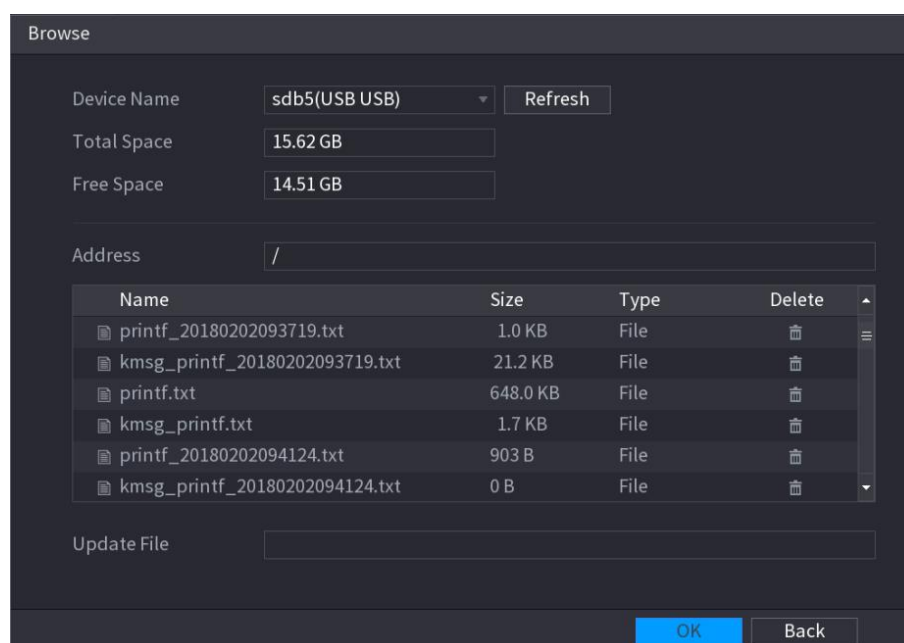 Browse
Device Name sdb5(USB USB) Refresh
Total Space 15.62 GB
Free Space 14.51 GB
Address /
Name Size Type Delete
printf_20180202093719.txt 1.0 KB File
kmsg_printf_20180202093719.txt 21.2 KB File
printf.txt 648.0 KB File
kmsg_printf.txt 1.7 KB File
printf_20180202094124.txt 903 B File
kmsg_printf_20180202094124.txt 0 B File
Update File
OK Back